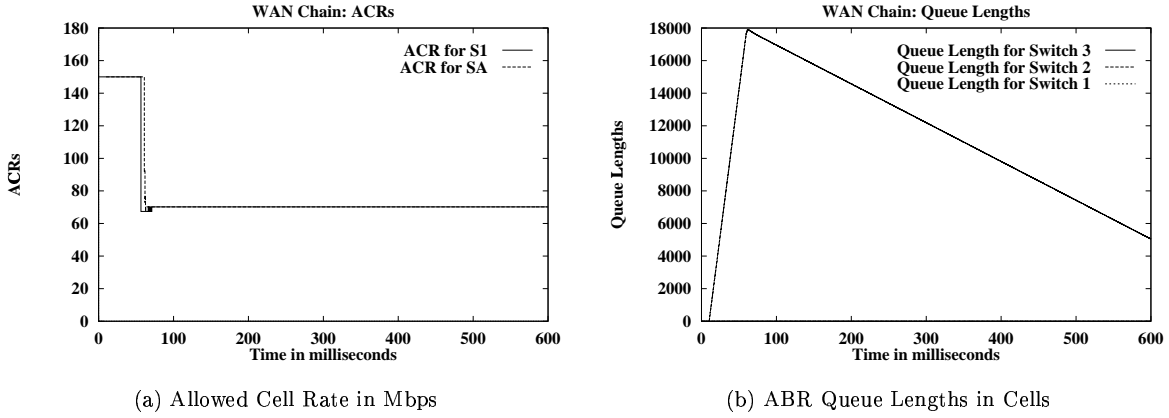 WAN Chain: ACRs
180
160
140
120
100
80
60
40
20
0
ACRs
ACR for S1
ACR for SA
0 100 200 300 400 500 600
Time in milliseconds
(a) Allowed Cell Rate in Mbps
WAN Chain: Queue Lengths
18000
16000
14000
12000
10000
8000
6000
4000
2000
0
Queue Lengths
Queue Length for Switch 3
Queue Length for Switch 2
Queue Length for Switch 1
0 100 200 300 400 500 600
Time in milliseconds
(b) ABR Queue Lengths in Cells